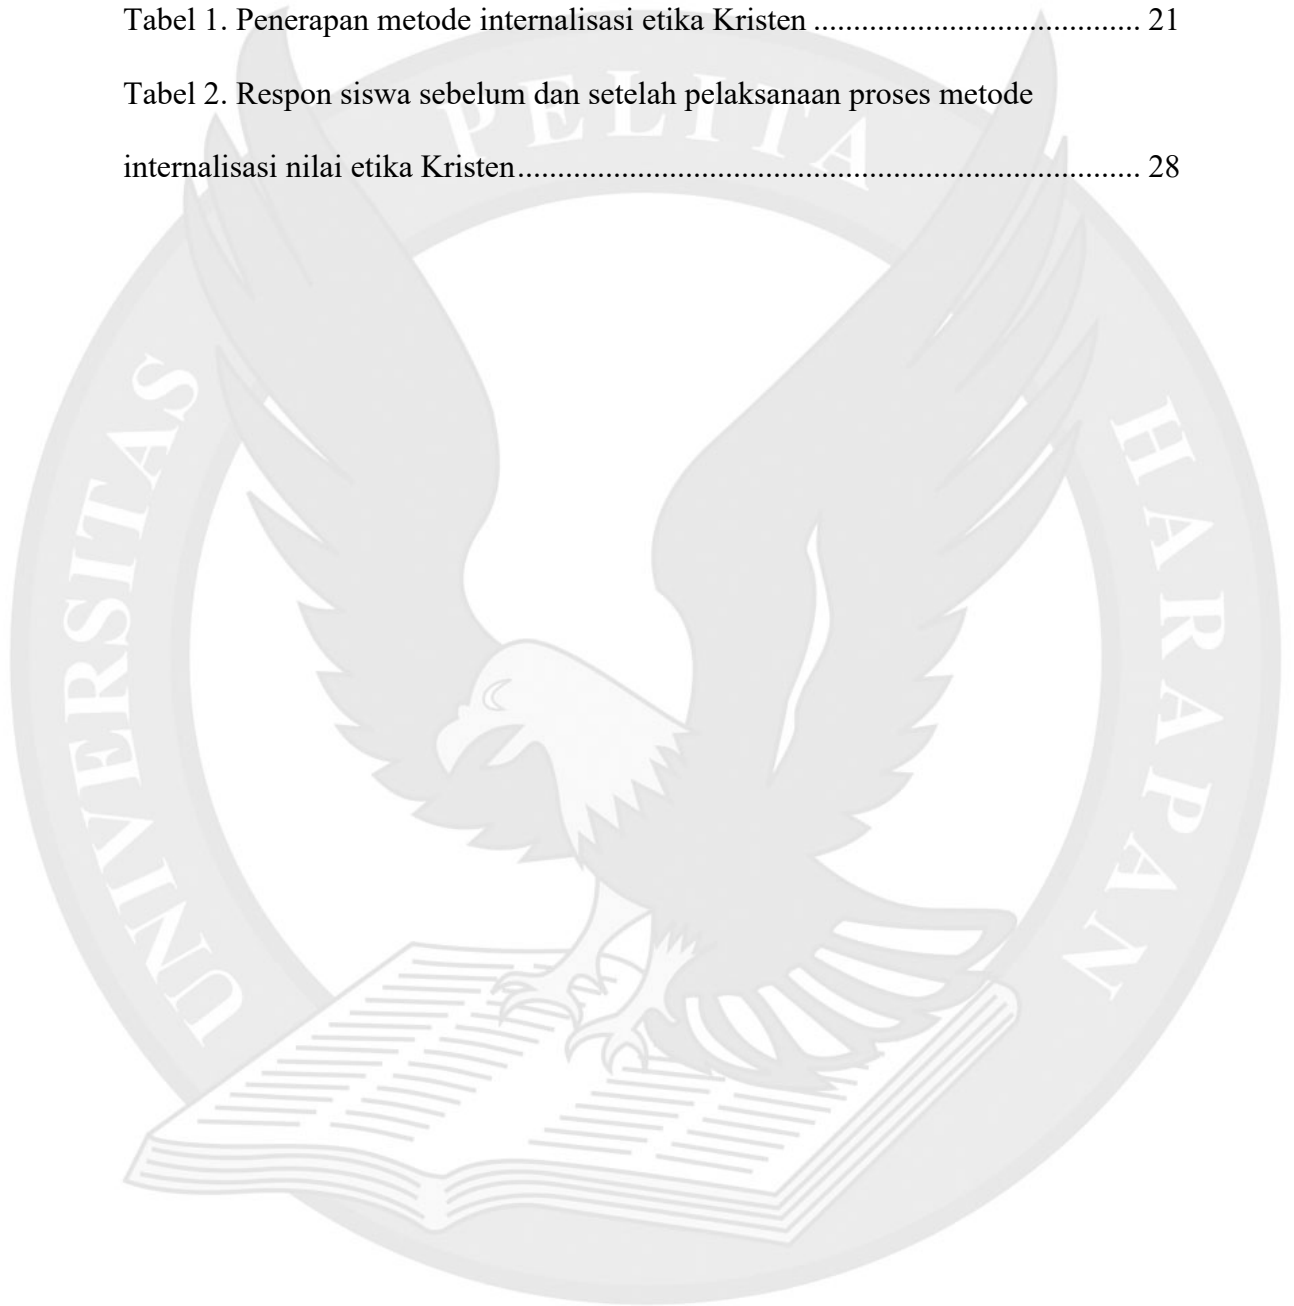 Tabel 1. Penerapan metode internalisasi etika Kristen ........................................ 21
Tabel 2. Respon siswa sebelum dan setelah pelaksanaan proses metode
internalisasi nilai etika Kristen............................................................................ 28
UNIVERSITAS PELITA HARAPAN